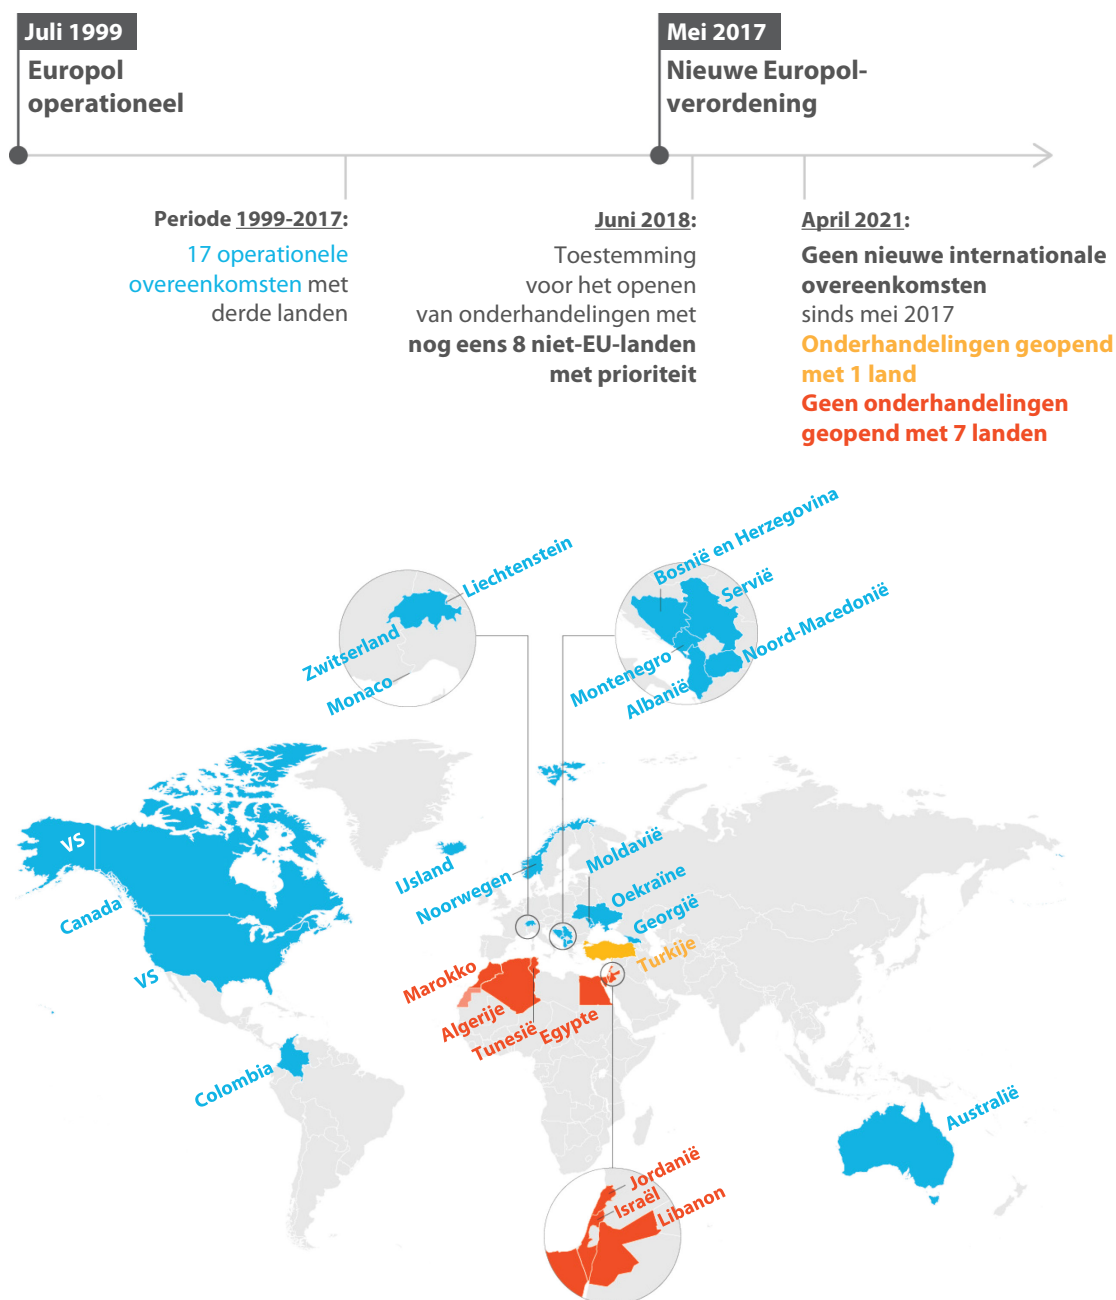 Juli 1999
Europol
operationeel
Mei 2017
Nieuwe Europol-
verordening
Periode 1999-2017:
17 operationele
overeenkomsten met
derde landen
Juni 2018:
Toestemming
voor het openen
van onderhandelingen met
nog eens 8 niet-EU-landen
met prioriteit
April 2021:
Geen nieuwe internationale
overeenkomsten
sinds mei 2017
Onderhandelingen geopend
met 1 land
Geen onderhandelingen
geopend met 7 landen
Liechtenstein
Zwitserland
Monaco
Bosnië en Herzegovina
Servië
Noord-Macedonië
Montenegro
Albanië
VS
Canada
VS
IJsland
Noorwegen
Moldavië
Oekraïne
Georgië
Turkije
Marokko
Algerije
Tunesië
Egypte
Colombia
Australië
Jordanië
Israël
Libanon